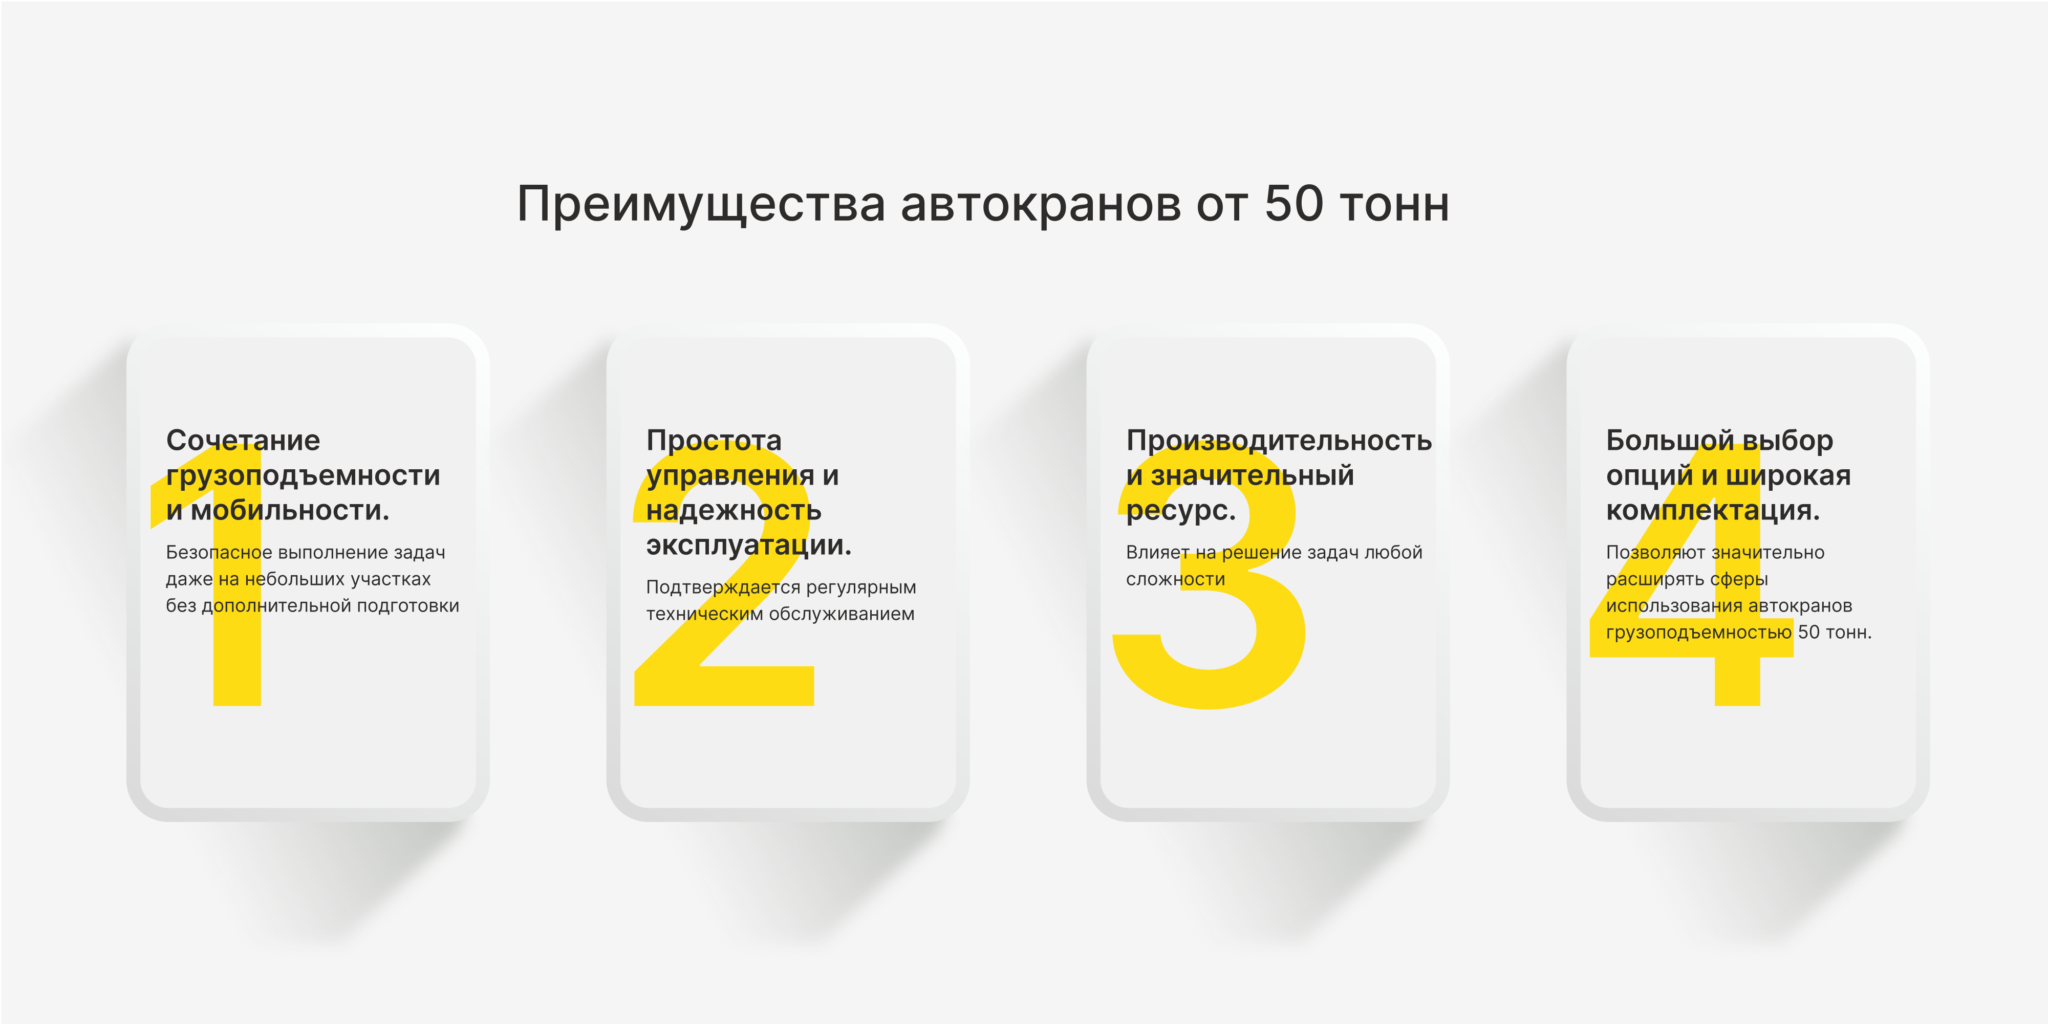 Преимущества автокранов от 50 тонн
1
Сочетание
грузоподъемности
и мобильности.
Безопасное выполнение задач
даже на небольших участках
без дополнительной подготовки
2
Простота
управления и
надежность
эксплуатации.
Подтверждается регулярным
техническим обслуживанием
3
Производительность
и значительный
ресурс.
Влияет на решение задач любой
сложности
4
Большой выбор
опций и широкая
комплектация.
Позволяют значительно
расширять сферы
использования автокранов
грузоподъемностью 50 тонн.